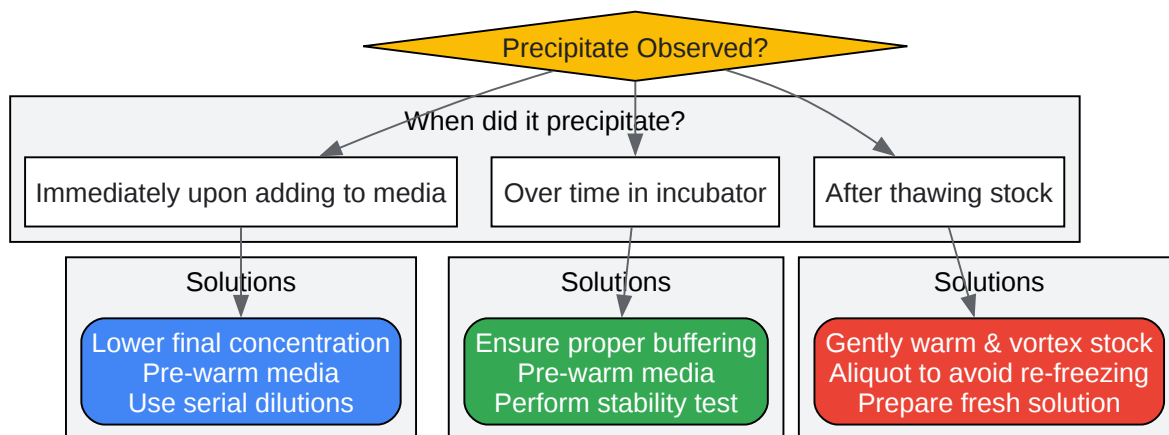 Precipitate Observed?
When did it precipitate?
Immediately upon adding to media
Over time in incubator
After thawing stock
Solutions
Lower final concentration
Pre-warm media
Use serial dilutions
Solutions
Ensure proper buffering
Pre-warm media
Perform stability test
Solutions
Gently warm & vortex stock
Aliquot to avoid re-freezing
Prepare fresh solution